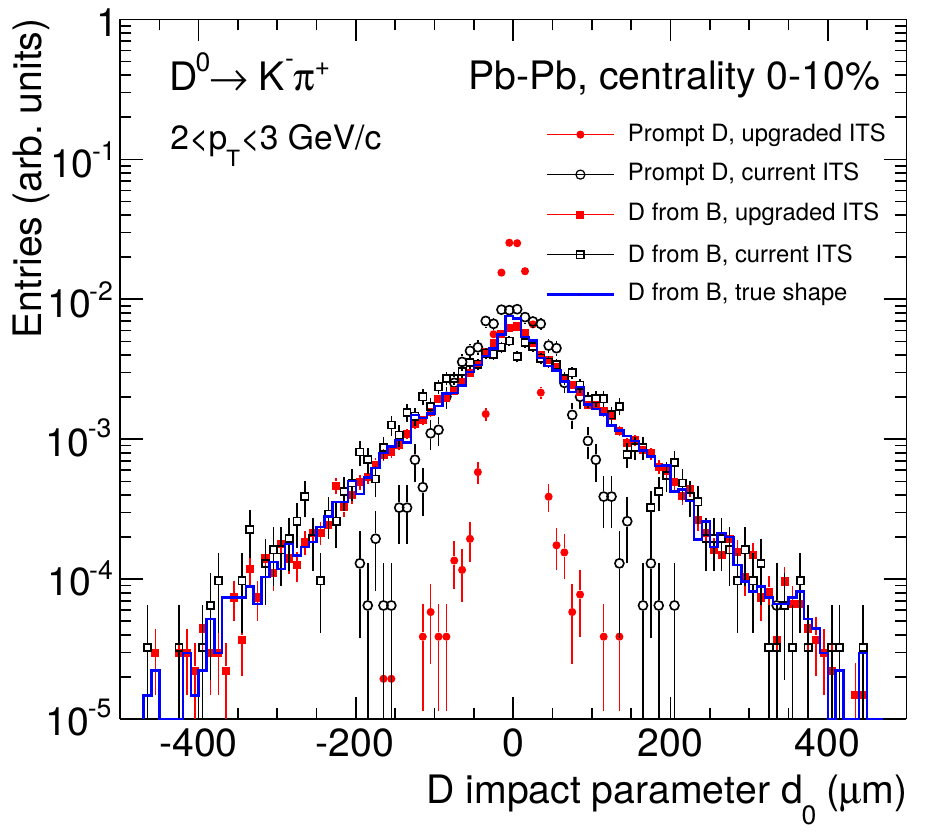 D⁰→ K⁻π⁺
Pb-Pb, centrality 0-10%
2<p_T<3 GeV/c
Prompt D, upgraded ITS
Prompt D, current ITS
D from B, upgraded ITS
D from B, current ITS
D from B, true shape
Entries (arb. units)
1
10⁻¹
10⁻²
10⁻³
10⁻⁴
10⁻⁵
-400 -200 0 200 400
D impact parameter d₀ (μm)